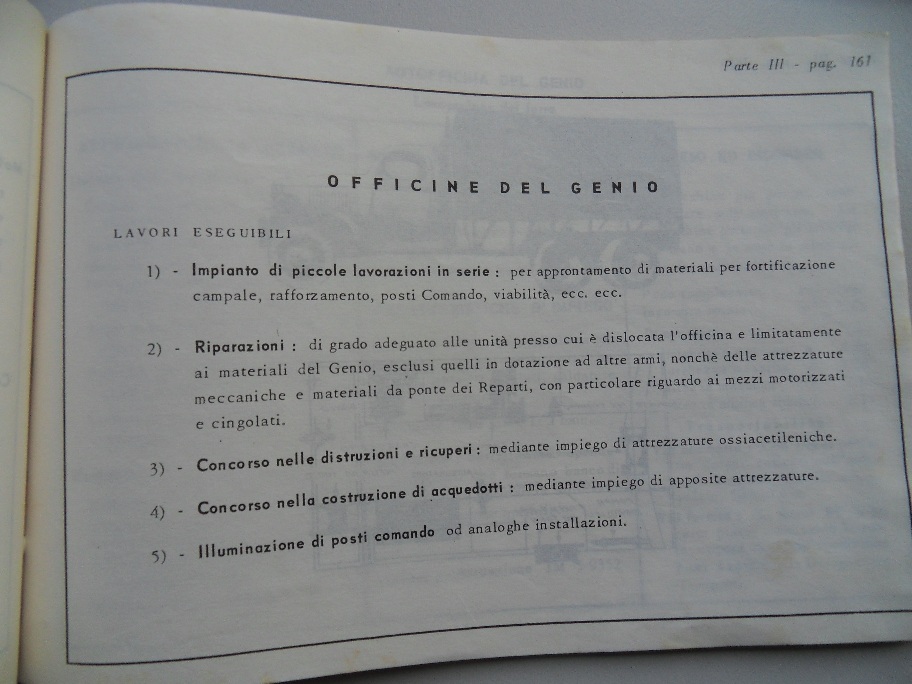 Parte III - pag. 161
OFFICINE DEL GENIO
LAVORI ESEGUIBILI
1) - Impianto di piccole lavorazioni in serie : per approntamento di materiali per fortificazione
campale, rafforzamento, posti Comando, viabilità, ecc. ecc.
2) - Riparazioni : di grado adeguato alle unità presso cui è dislocata l'officina e limitatamente
ai materiali del Genio, esclusi quelli in dotazione ad altre armi, nonchè delle attrezzature
meccaniche e materiali da ponte dei Reparti, con particolare riguardo ai mezzi motorizzati
e cingolati.
3) - Concorso nelle distruzioni e ricuperi : mediante impiego di attrezzature ossiacetileniche.
4) - Concorso nella costruzione di acquedotti : mediante impiego di apposite attrezzature.
5) - Illuminazione di posti comando od analoghe installazioni.